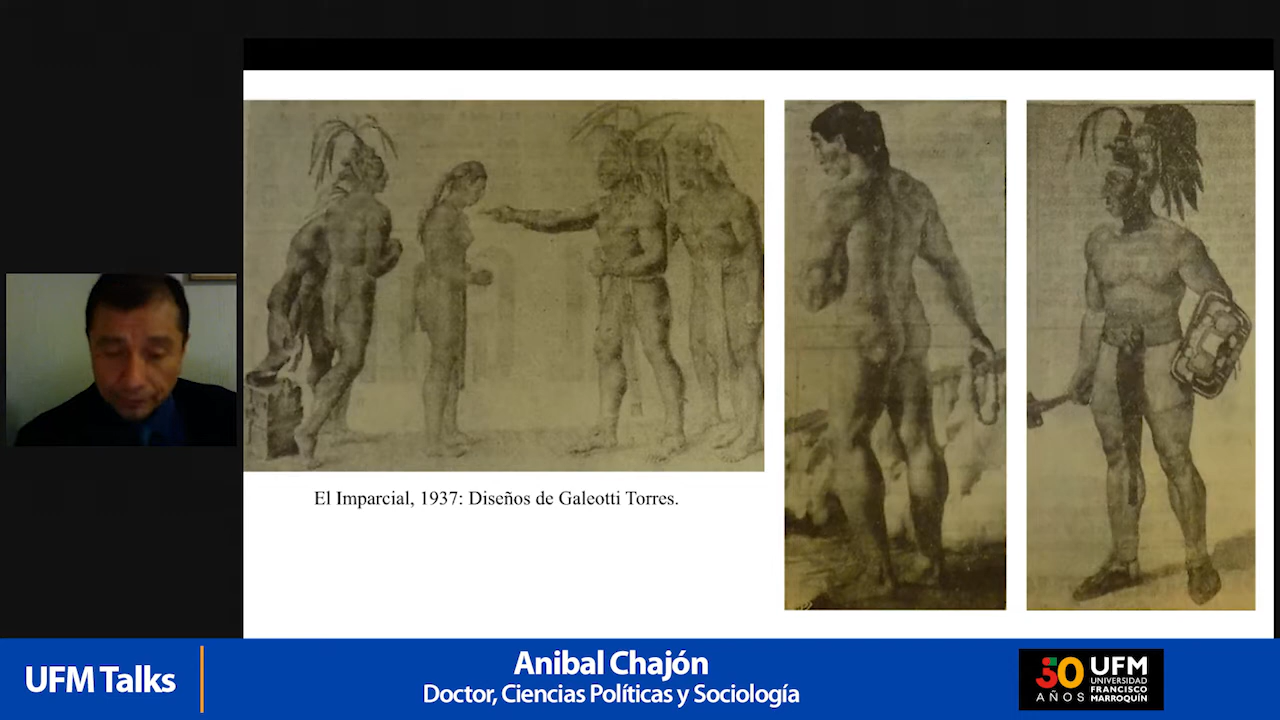 El Imparcial, 1937: Diseños de Galeotti Torres.
UFM Talks
Anibal Chajón
Doctor, Ciencias Políticas y Sociología
50
AÑOS
UFM
UNIVERSIDAD
FRANCISCO
MARROQUÍN